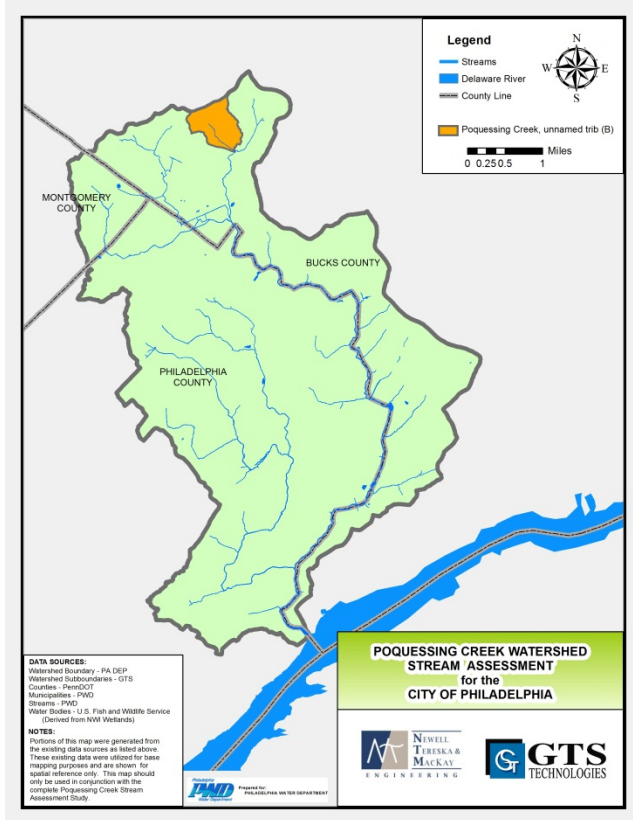 Legend
N
W E
S
Streams
Delaware River
County Line
Poquessing Creek, unnamed trib (B)
Miles
0 0.25 0.5 1
MONTGOMERY
COUNTY
BUCKS COUNTY
PHILADELPHIA
COUNTY
DATA SOURCES:
Watershed Boundary - PA DEP
Watershed Subboundaries - GTS
Counties - PennDOT
Municipalities - PWD
Streams - PWD
Water Bodies - U.S. Fish and Wildlife Service
(Derived from NWI Wetlands)
NOTES:
Portions of this map were generated from
the existing data sources as listed above.
These existing data were utilized for base
mapping purposes and are shown for
spatial reference only. This map should
only be used in conjunction with the
complete Poquessing Creek Stream
Assessment Study.
Philadelphia
PWD
Water Department
Prepared for:
PHILADELPHIA WATER DEPARTMENT
POQUESSING CREEK WATERSHED
STREAM ASSESSMENT
for the
CITY OF PHILADELPHIA
NEWELL
TERESKA &
MACKAY
ENGINEERING
GTS
TECHNOLOGIES